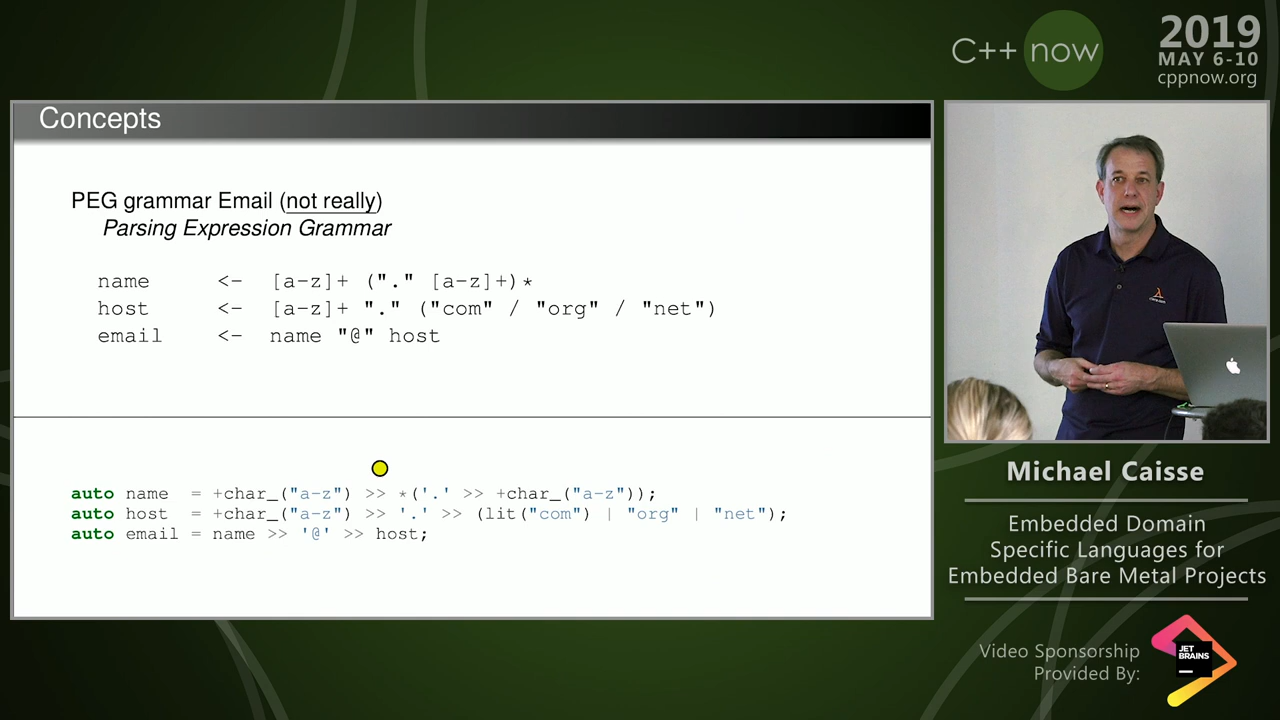 C++ now
2019
MAY 6-10
cppnow.org
Concepts
PEG grammar Email (not really)
Parsing Expression Grammar
name <- [a-z]+ ("." [a-z]+)*
host <- [a-z]+ "." ("com" / "org" / "net")
email <- name "@" host
auto name = +char_("a-z") >> *('.' >> +char_("a-z"));
auto host = +char_("a-z") >> '.' >> (lit("com") | "org" | "net");
auto email = name >> '@' >> host;
Michael Caisse
Embedded Domain
Specific Languages for
Embedded Bare Metal Projects
Video Sponsorship
Provided By:
JET
BRAINS